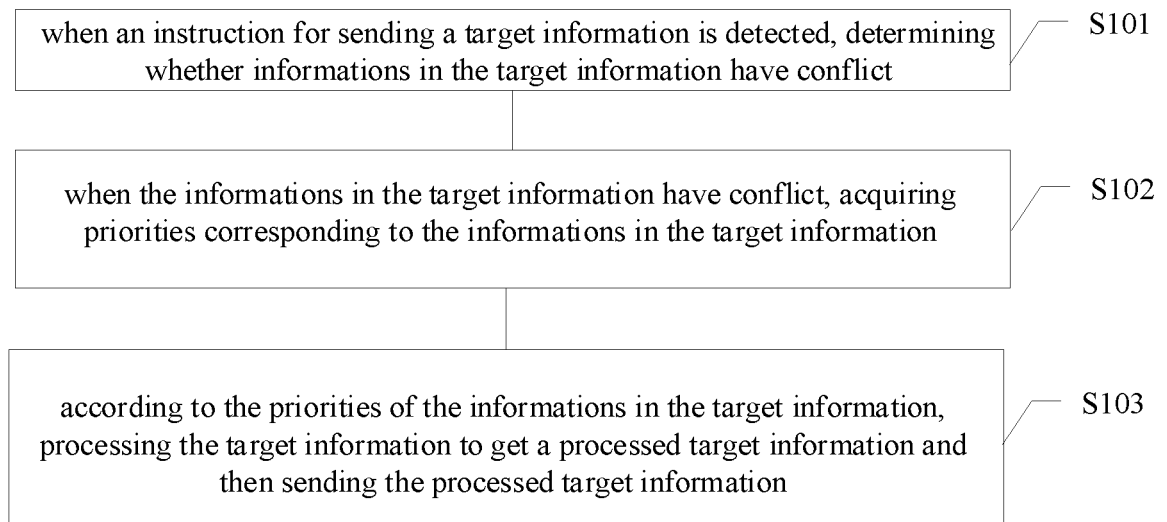 when an instruction for sending a target information is detected, determining
whether informations in the target information have conflict
S101
when the informations in the target information have conflict, acquiring
priorities corresponding to the informations in the target information
S102
according to the priorities of the informations in the target information,
processing the target information to get a processed target information and
then sending the processed target information
S103